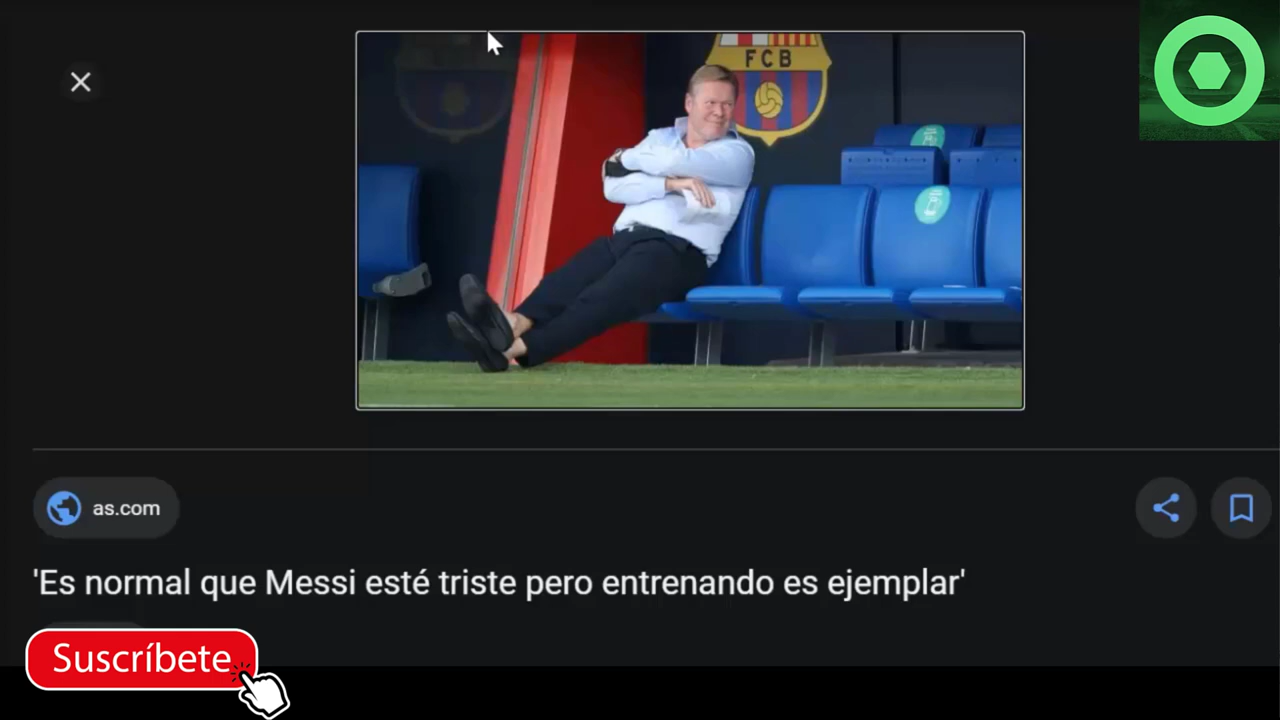 FCB
as.com
'Es normal que Messi esté triste pero entrenando es ejemplar'
Suscríbete